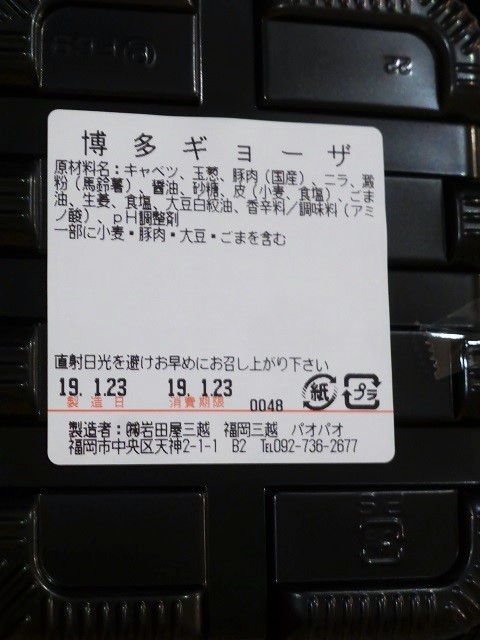 博多ギョーザ
原材料名：キャベツ、玉葱、豚肉（国産）、ニラ、澱
粉（馬鈴薯）、醤油、砂糖、皮（小麦、食塩）、ごま
油、生姜、食塩、大豆白絞油、香辛料／調味料（アミ
ノ酸）、pH調整剤
一部に小麦・豚肉・大豆・ごまを含む
直射日光を避けお早めにお召し上がり下さい
19. 1.23 19. 1.23
製造日 消費期限 0048 紙 プラ
製造者：㈱岩田屋三越 福岡三越 パオパオ
福岡市中央区天神2-1-1 B2 ℡092-736-2677
22